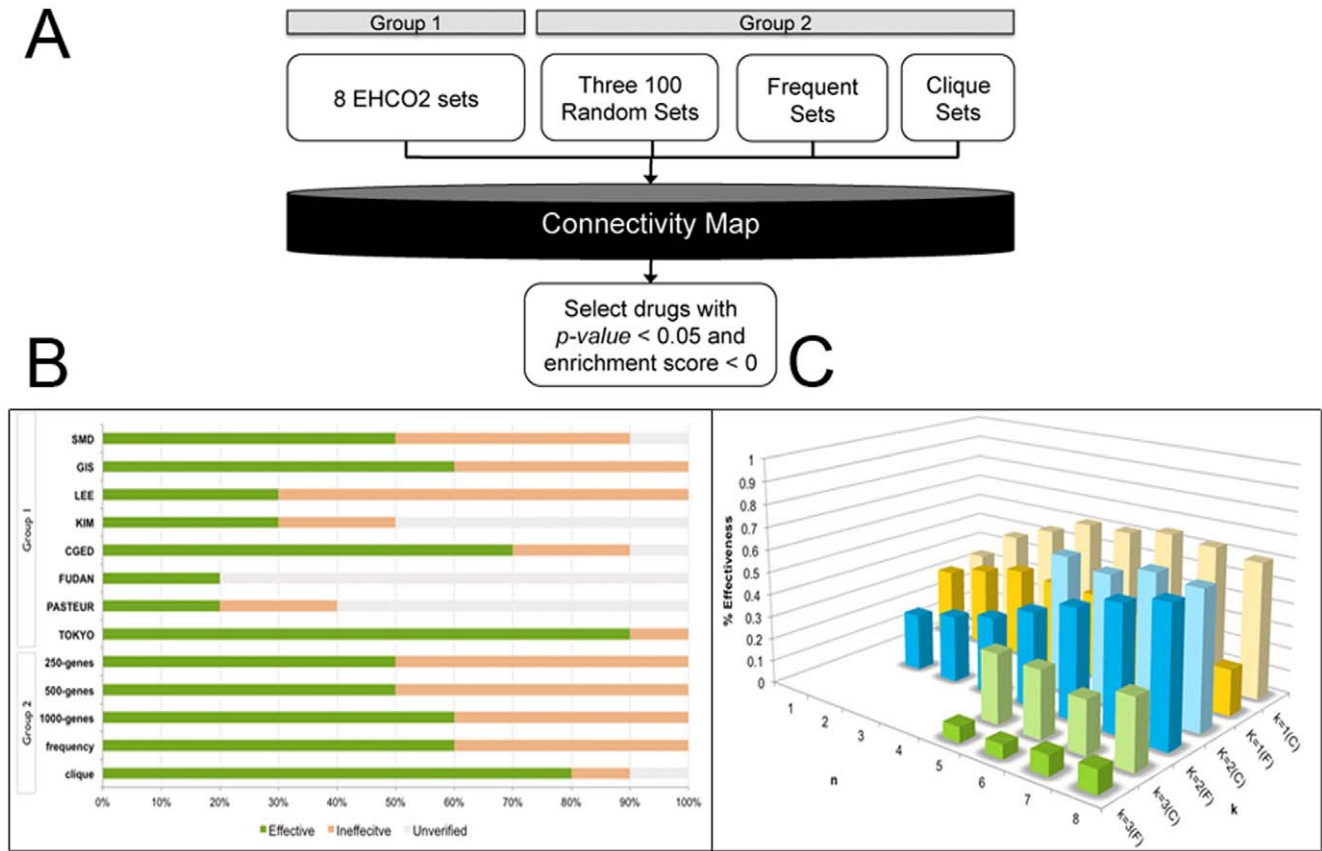 A
Group 1
Group 2
8 EHCO2 sets
Three 100
Random Sets
Frequent
Sets
Clique
Sets
Connectivity Map
Select drugs with
p-value < 0.05 and
enrichment score < 0
B
Group 1
SMD
GIS
LEE
KIM
CGED
FUDAN
PASTEUR
TOKYO
Group 2
250-genes
500-genes
1000-genes
frequency
clique
0% 10% 20% 30% 40% 50% 60% 70% 80% 90% 100%
Effective Ineffecitve Unverified
C
% Effectiveness
1
0.9
0.8
0.7
0.6
0.5
0.4
0.3
0.2
0.1
0
1 2 3 4 5 6 7 8
n
k=3(F)
k=3(C)
K=2(F)
K=2(C)
K=1(F)
k=1(C)
k